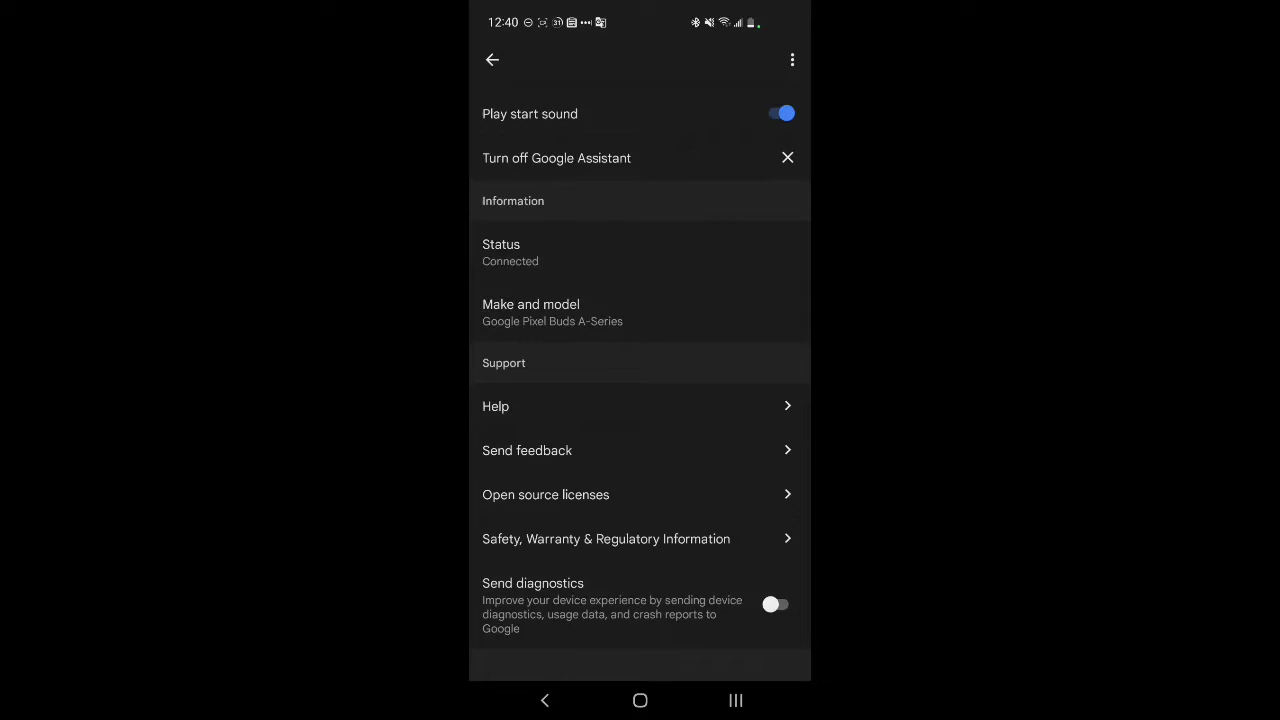 12:40
Play start sound
Turn off Google Assistant
Information
Status
Connected
Make and model
Google Pixel Buds A-Series
Support
Help
Send feedback
Open source licenses
Safety, Warranty & Regulatory Information
Send diagnostics
Improve your device experience by sending device
diagnostics, usage data, and crash reports to
Google